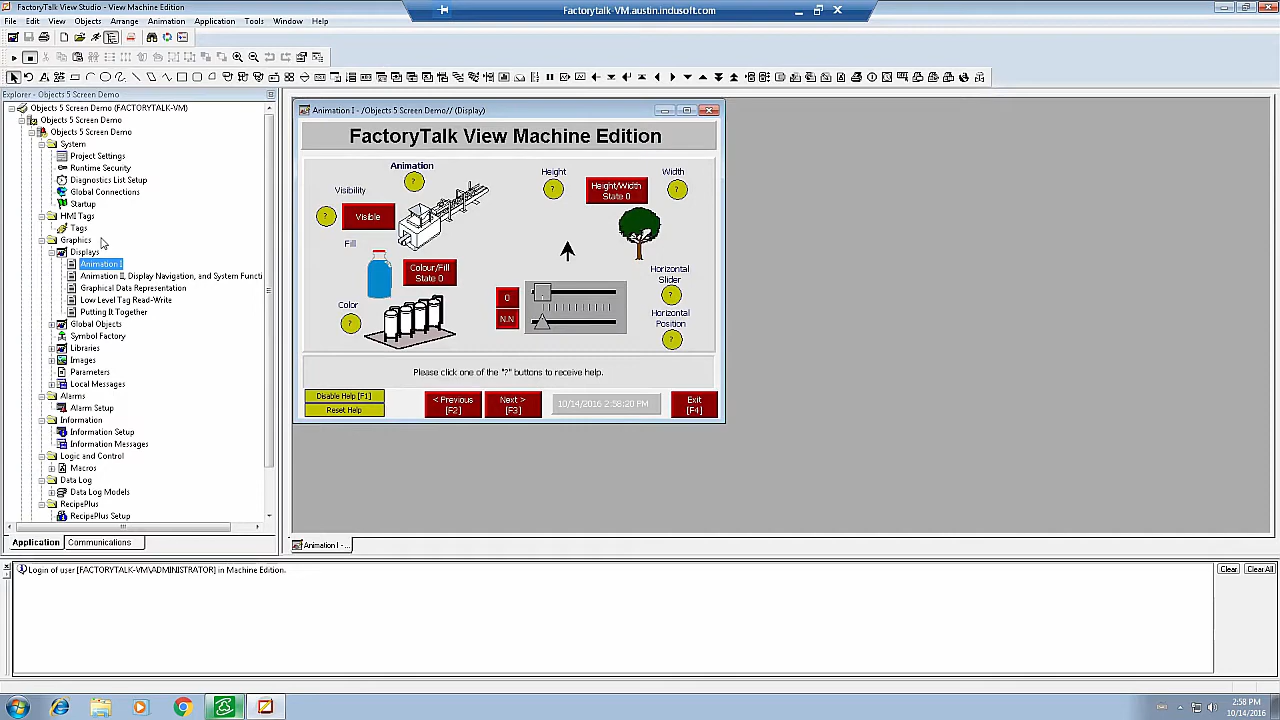 FactoryTalk View Studio - View Machine Edition
Factorytalk-VM.austin.indusoft.com
File Edit View Objects Arrange Animation Application Tools Window Help
Explorer - Objects 5 Screen Demo
Objects 5 Screen Demo (FACTORYTALK-VM)
Objects 5 Screen Demo
Objects 5 Screen Demo
System
Project Settings
Runtime Security
Diagnostics List Setup
Global Connections
Startup
HMI Tags
Tags
Graphics
Displays
Animation I
Animation II, Display Navigation, and System Functi
Graphical Data Representation
Low Level Tag Read-Write
Putting It Together
Global Objects
Symbol Factory
Libraries
Images
Parameters
Local Messages
Alarms
Alarm Setup
Information
Information Setup
Information Messages
Logic and Control
Macros
Data Log
Data Log Models
RecipePlus
RecipePlus Setup
Application Communications
Animation I - /Objects 5 Screen Demo// (Display)
FactoryTalk View Machine Edition
Animation
?
Visibility
?
Visible
Fill
Colour/Fill
State 0
Color
?
Height
?
Height/Width
State 0
Width
?
0
N.N
Horizontal
Slider
?
Horizontal
Position
?
Please click one of the "?" buttons to receive help.
Disable Help [F1]
Reset Help
< Previous
[F2]
Next >
[F3]
10/14/2016 2:58:20 PM
Exit
[F4]
Animation I - ...
Login of user [FACTORYTALK-VM\ADMINISTRATOR] in Machine Edition.
Clear
Clear All
2:58 PM
10/14/2016